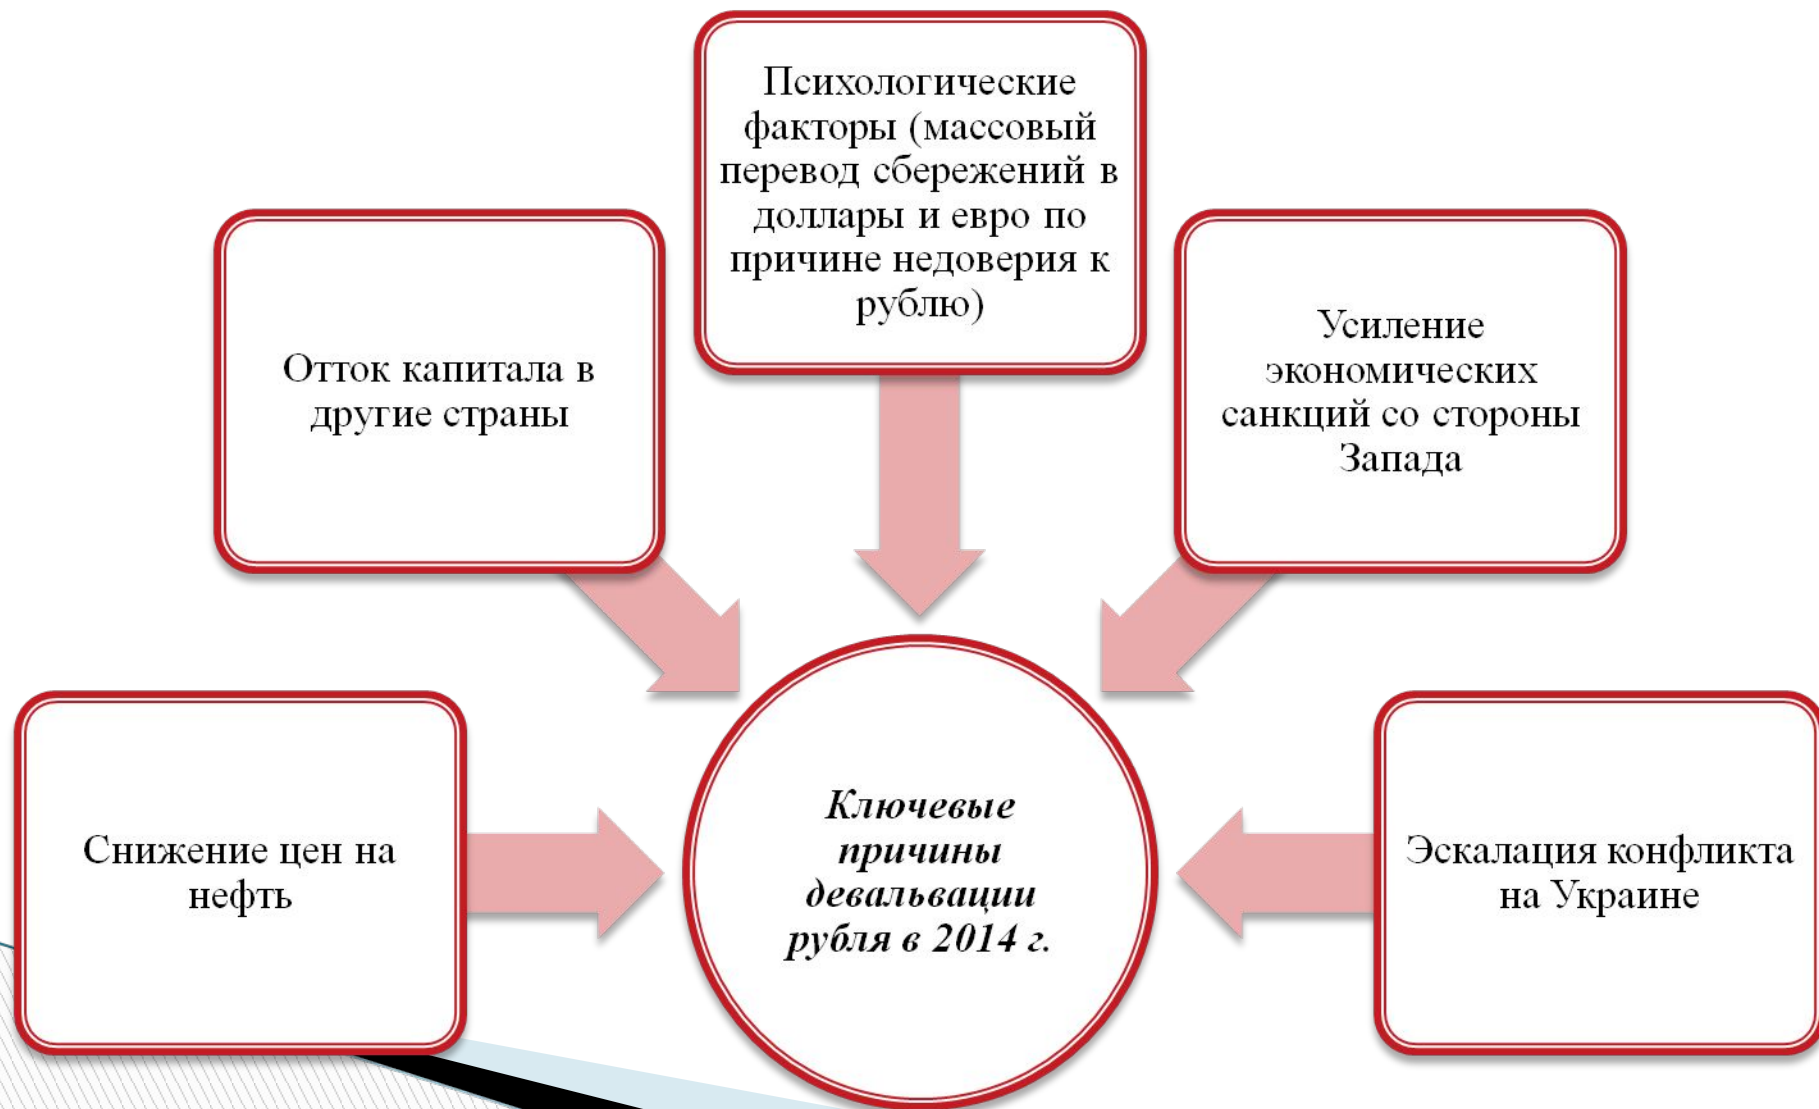 Психологические
факторы (массовый
перевод сбережений в
доллары и евро по
причине недоверия к
рублю)
Отток капитала в
другие страны
Усиление
экономических
санкций со стороны
Запада
Снижение цен на
нефть
Ключевые
причины
девальвации
рубля в 2014 г.
Эскалация конфликта
на Украине